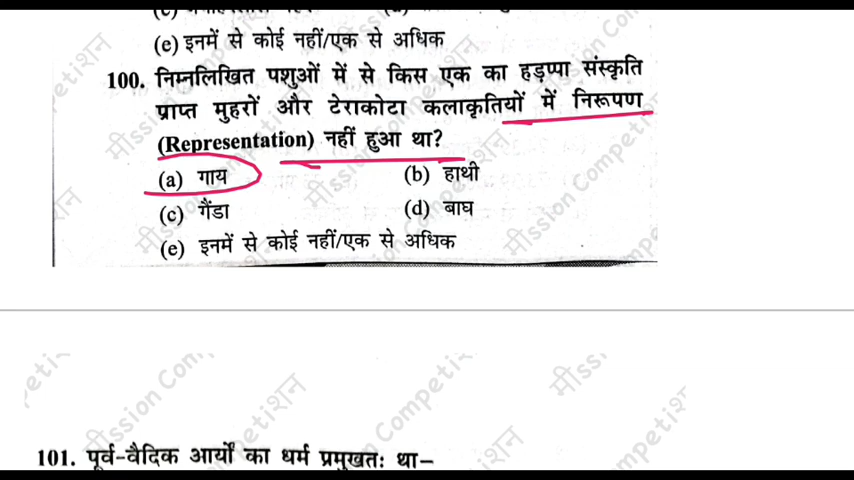 (e) इनमें से कोई नहीं/एक से अधिक
100. निम्नलिखित पशुओं में से किस एक का हड़प्पा संस्कृति
प्राप्त मुहरों और टेराकोटा कलाकृतियों में निरूपण
(Representation) नहीं हुआ था?
(a) गाय (b) हाथी
(c) गैंडा (d) बाघ
(e) इनमें से कोई नहीं/एक से अधिक
101. पूर्व-वैदिक आर्यों का धर्म प्रमुखतः था–